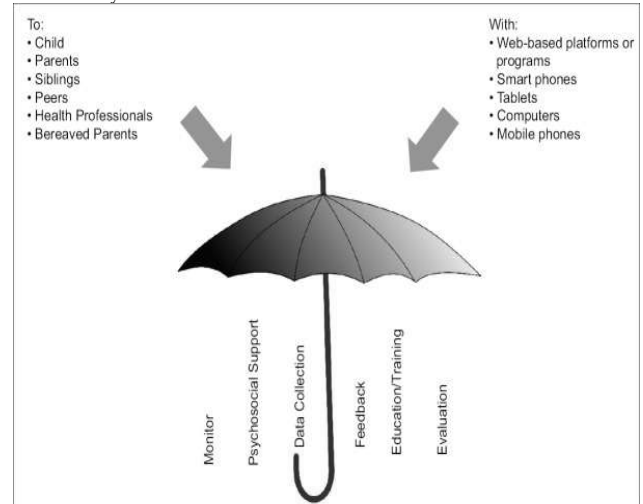 To:
• Child
• Parents
• Siblings
• Peers
• Health Professionals
• Bereaved Parents
With:
• Web-based platforms or
programs
• Smart phones
• Tablets
• Computers
• Mobile phones
Monitor
Psychosocial Support
Data Collection
Feedback
Education/Training
Evaluation